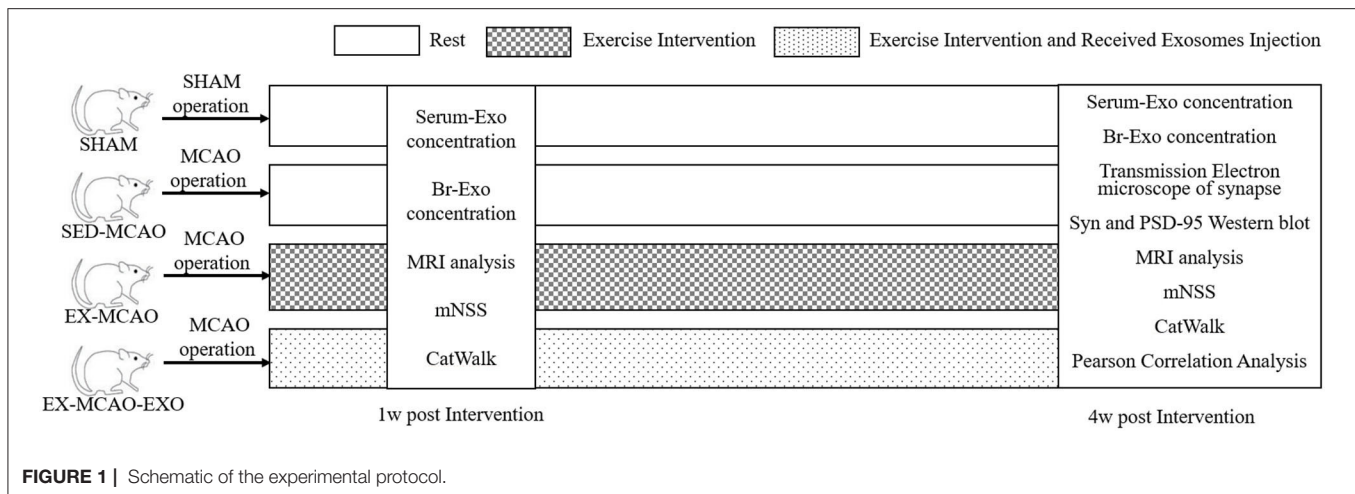 Rest
Exercise Intervention
Exercise Intervention and Received Exosomes Injection
SHAM
operation
SHAM
MCAO
operation
SED-MCAO
MCAO
operation
EX-MCAO
MCAO
operation
EX-MCAO-EXO
Serum-Exo
concentration
Br-Exo
concentration
MRI analysis
mNSS
CatWalk
1w post Intervention
Serum-Exo concentration
Br-Exo concentration
Transmission Electron
microscope of synapse
Syn and PSD-95 Western blot
MRI analysis
mNSS
CatWalk
Pearson Correlation Analysis
4w post Intervention
FIGURE 1 | Schematic of the experimental protocol.